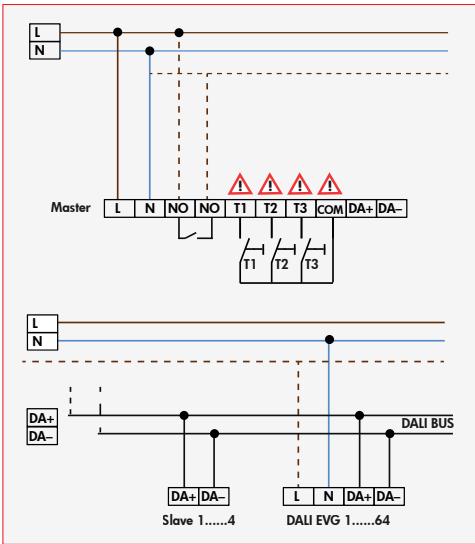 L
N
Master L N NO NO T1 T2 T3 COM DA+ DA–
T1 T2 T3
L
N
DA+
DA–
DALI BUS
DA+ DA– L N DA+ DA–
Slave 1......4 DALI EVG 1......64